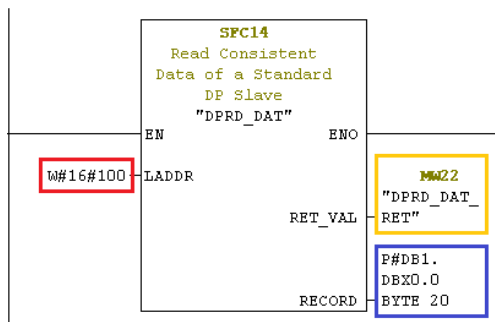 SFC14
Read Consistent
Data of a Standard
DP Slave
"DPRD_DAT"
EN ENO
W#16#100 LADDR
MW22
"DPRD_DAT_
RET_VAL RET"
P#DB1.
DBX0.0
RECORD BYTE 20